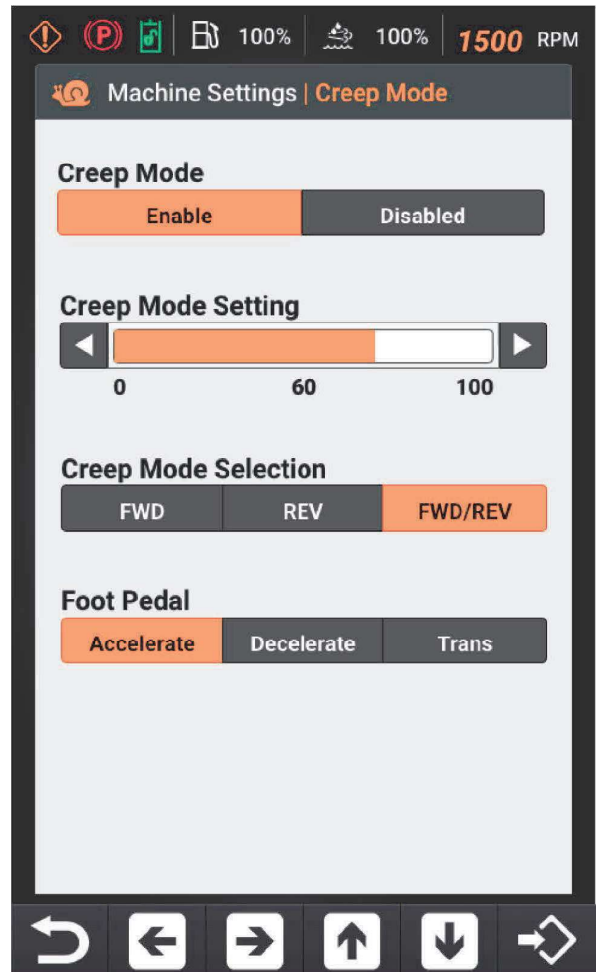 (P) 100% 100% 1500 RPM
Machine Settings | Creep Mode
Creep Mode
Enable Disabled
Creep Mode Setting
0 60 100
Creep Mode Selection
FWD REV FWD/REV
Foot Pedal
Accelerate Decelerate Trans